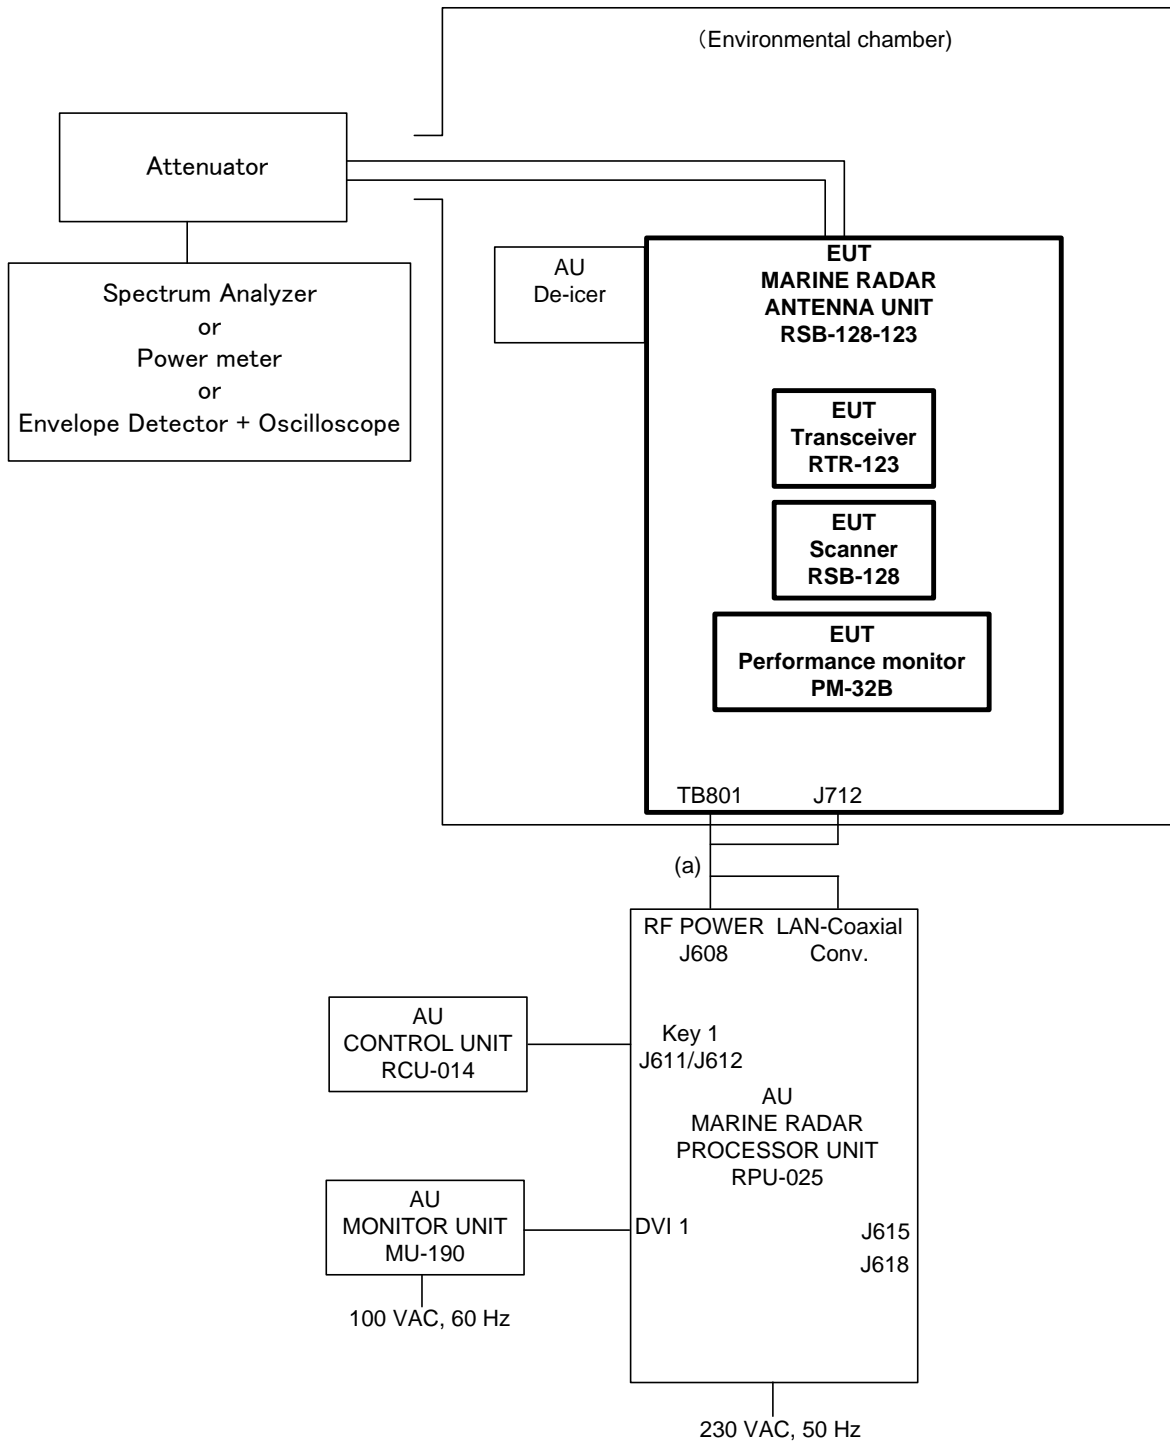 （Environmental chamber)
Attenuator
Spectrum Analyzer
or
Power meter
or
Envelope Detector + Oscilloscope
AU
De-icer
EUT
MARINE RADAR
ANTENNA UNIT
RSB-128-123
EUT
Transceiver
RTR-123
EUT
Scanner
RSB-128
EUT
Performance monitor
PM-32B
TB801
J712
(a)
RF POWER
J608
LAN-Coaxial
Conv.
AU
CONTROL UNIT
RCU-014
Key 1
J611/J612
AU
MARINE RADAR
PROCESSOR UNIT
RPU-025
AU
MONITOR UNIT
MU-190
DVI 1
J615
J618
100 VAC, 60 Hz
230 VAC, 50 Hz